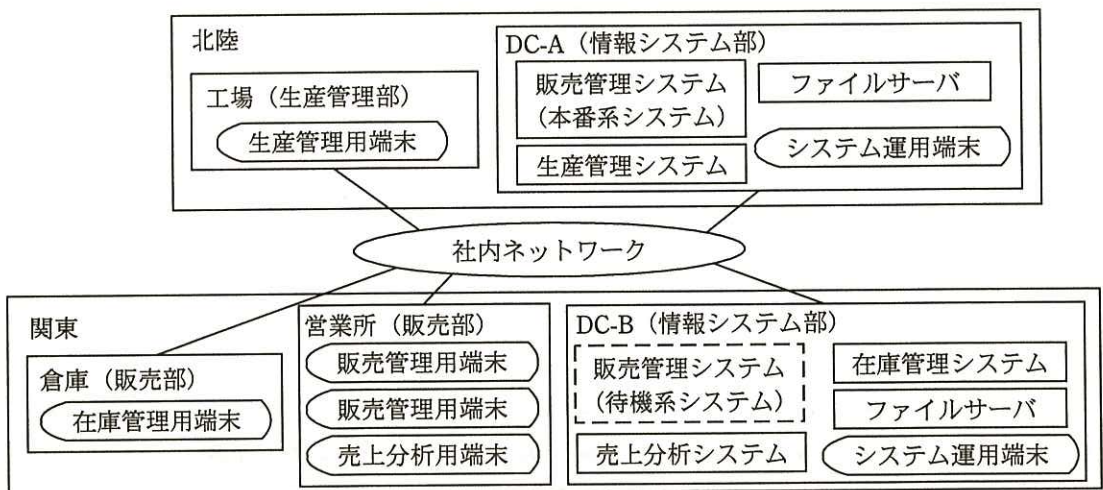 北陸
工場（生産管理部）
生産管理用端末
DC-A（情報システム部）
販売管理システム
（本番系システム）
生産管理システム
ファイルサーバ
システム運用端末
社内ネットワーク
関東
倉庫（販売部）
在庫管理用端末
営業所（販売部）
販売管理用端末
販売管理用端末
売上分析用端末
DC-B（情報システム部）
販売管理システム
（待機系システム）
売上分析システム
在庫管理システム
ファイルサーバ
システム運用端末